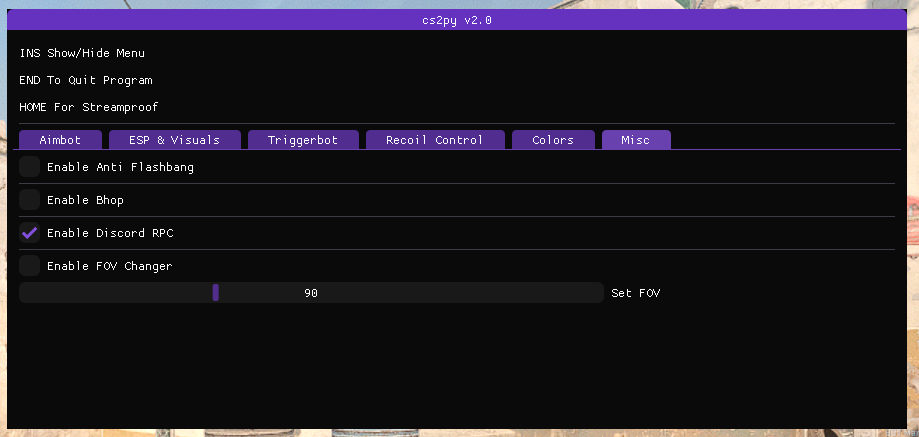 cs2py v2.0
INS Show/Hide Menu
END To Quit Program
HOME For Streamproof
Aimbot ESP & Visuals Triggerbot Recoil Control Colors Misc
Enable Anti Flashbang
Enable Bhop
Enable Discord RPC
Enable FOV Changer
90 Set FOV